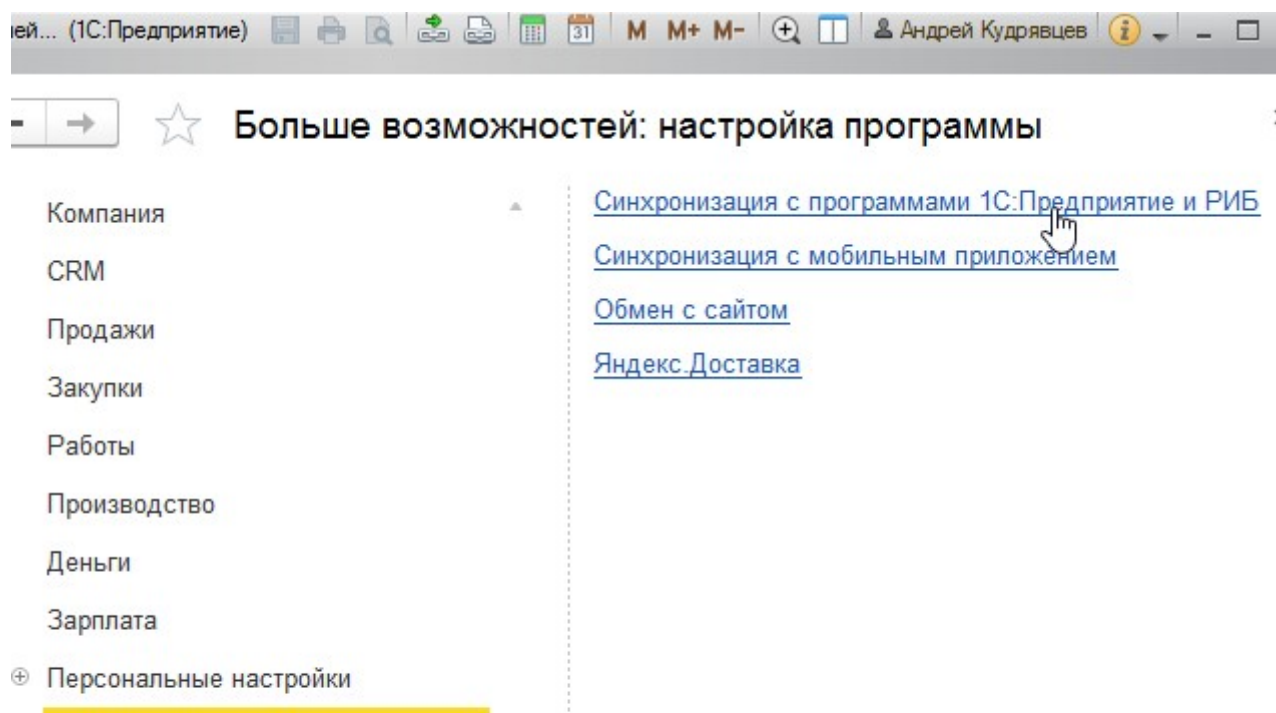 ей... (1С:Предприятие) 31 M M+ M- Андрей Кудрявцев i
Больше возможностей: настройка программы
Компания
CRM
Продажи
Закупки
Работы
Производство
Деньги
Зарплата
Персональные настройки
Синхронизация с программами 1С:Предприятие и РИБ
Синхронизация с мобильным приложением
Обмен с сайтом
Яндекс.Доставка